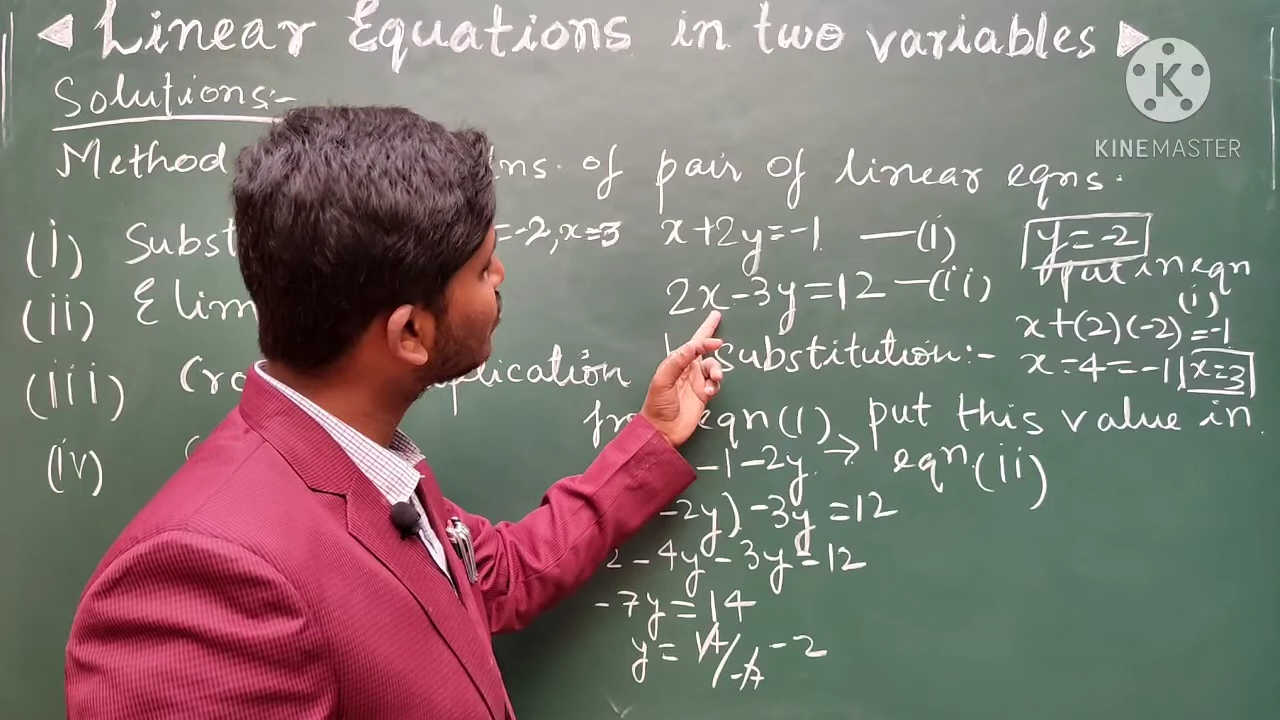 Linear Equations in two variables
Solutions:-
Method lns. of pair of linear eqns.
(i) Subst =-2, x=3
(ii) Elim
(iii) Cro plication
(iv)
x+2y=-1 —(i)
2x-3y=12 —(ii)
substitution:-
from eqn(1)
-1-2y → put this value in eqn.(ii)
-2y)-3y=12
2-4y-3y=12
-7y=14
y=14/-7 -2
y=-2
put in eqn (i)
x+(2)(-2)=-1
x-4=-1, x=3
K
KINEMASTER